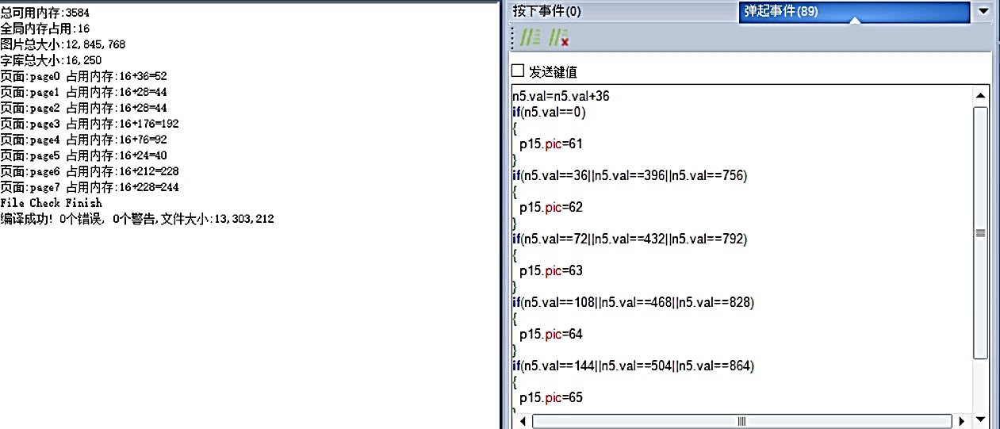 总可用内存:3584
全局内存占用:16
图片总大小:12,845,768
字库总大小:16,250
页面:page0 占用内存:16+36=52
页面:page1 占用内存:16+28=44
页面:page2 占用内存:16+28=44
页面:page3 占用内存:16+176=192
页面:page4 占用内存:16+76=92
页面:page5 占用内存:16+24=40
页面:page6 占用内存:16+212=228
页面:page7 占用内存:16+228=244
File Check Finish
编译成功! 0个错误, 0个警告,文件大小:13,303,212
按下事件(0)
弹起事件(89)
发送键值
n5.val=n5.val+36
if(n5.val==0)
{
p15.pic=61
}
if(n5.val==36||n5.val==396||n5.val==756)
{
p15.pic=62
}
if(n5.val==72||n5.val==432||n5.val==792)
{
p15.pic=63
}
if(n5.val==108||n5.val==468||n5.val==828)
{
p15.pic=64
}
if(n5.val==144||n5.val==504||n5.val==864)
{
p15.pic=65
}